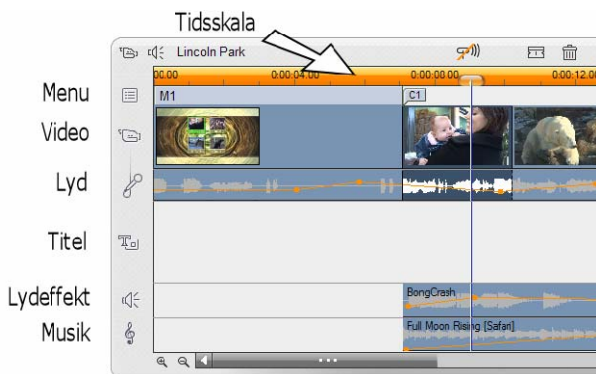 Tidsskala
Lincoln Park
00.00 0:00:04.00 0:00:08.00 0:00:12.0
Menu
M1 C1
Video
Lyd
Titel
Lydeffekt
BongCrash
Musik
Full Moon Rising [Safari]